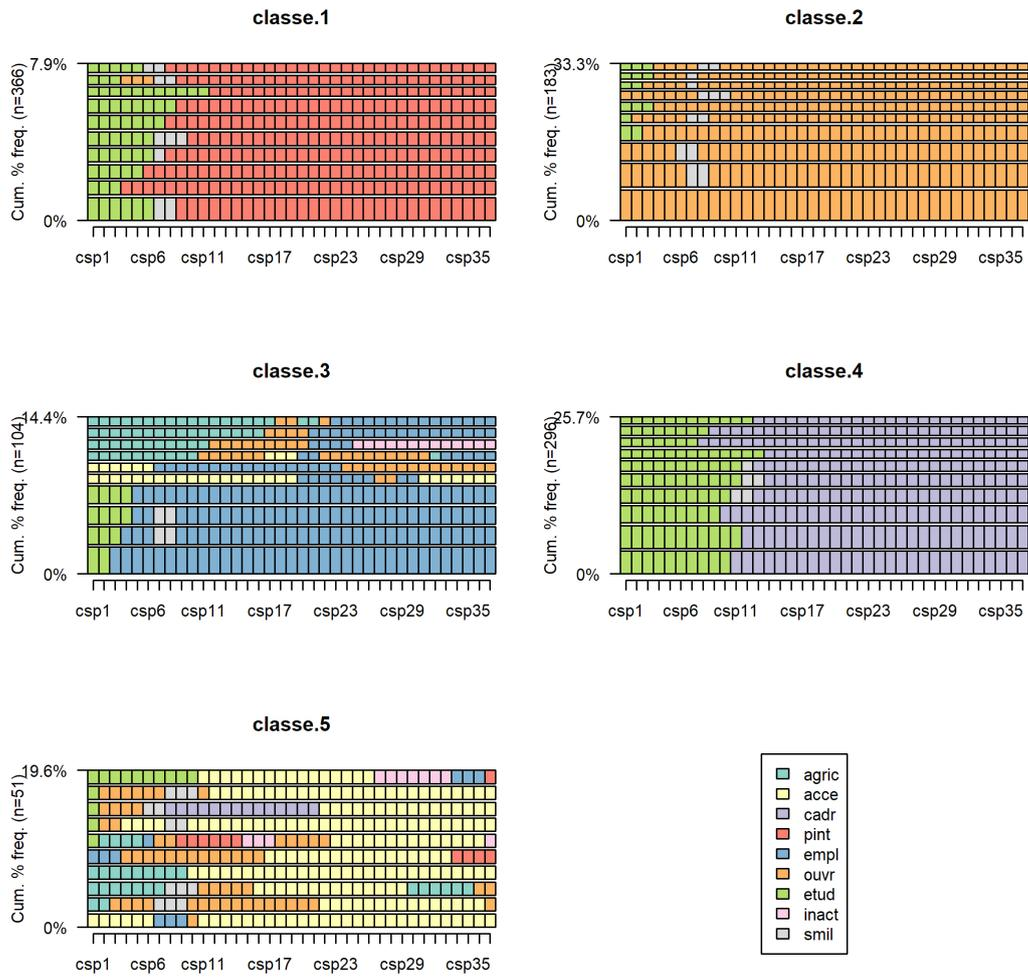 classe.1
classe.2
Cum. % freq. (n=366)
7.9%
0%
csp1 csp6 csp11 csp17 csp23 csp29 csp35
Cum. % freq. (n=183)
33.3%
0%
csp1 csp6 csp11 csp17 csp23 csp29 csp35
classe.3
classe.4
Cum. % freq. (n=104)
14.4%
0%
csp1 csp6 csp11 csp17 csp23 csp29 csp35
Cum. % freq. (n=296)
25.7%
0%
csp1 csp6 csp11 csp17 csp23 csp29 csp35
classe.5
Cum. % freq. (n=51)
19.6%
0%
csp1 csp6 csp11 csp17 csp23 csp29 csp35
agric
acce
cadr
pint
empl
ouvr
etud
inact
smil